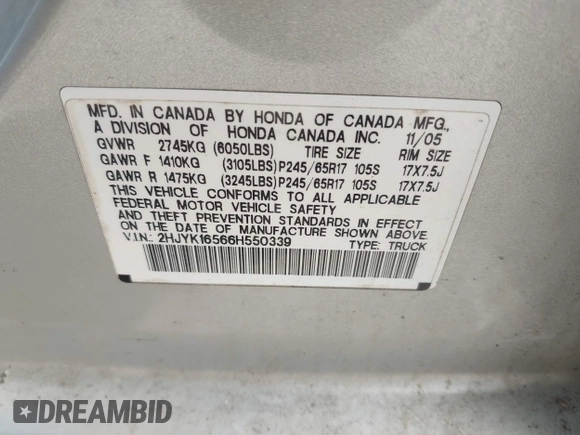 MFD. IN CANADA BY HONDA OF CANADA MFG.,
A DIVISION OF HONDA CANADA INC. 11/05
GVWR 2745KG (6050LBS) TIRE SIZE RIM SIZE
GAWR F 1410KG (3105LBS) P245/65R17 105S 17X7.5J
GAWR R 1475KG (3245LBS) P245/65R17 105S 17X7.5J
THIS VEHICLE CONFORMS TO ALL APPLICABLE
FEDERAL MOTOR VEHICLE SAFETY
AND THEFT PREVENTION STANDARDS IN EFFECT
ON THE DATE OF MANUFACTURE SHOWN ABOVE.
V.I.N.: 2HJYK16566H550339 TYPE: TRUCK
DREAMBID